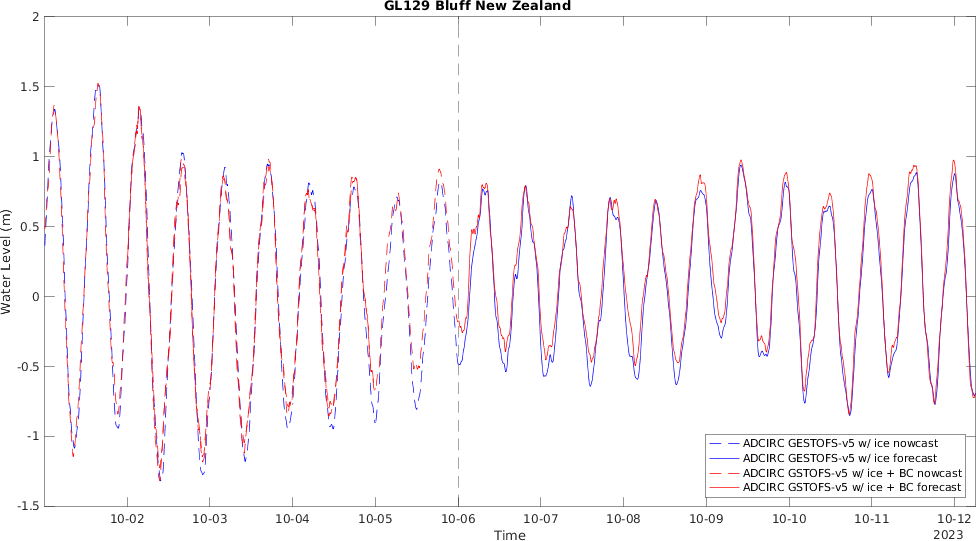 GL129 Bluff New Zealand
2
1.5
1
0.5
0
-0.5
-1
-1.5
Water Level (m)
ADCIRC GESTOFS-v5 w/ ice nowcast
ADCIRC GESTOFS-v5 w/ ice forecast
ADCIRC GSTOFS-v5 w/ ice + BC nowcast
ADCIRC GSTOFS-v5 w/ ice + BC forecast
10-02 10-03 10-04 10-05 10-06 10-07 10-08 10-09 10-10 10-11 10-12
Time
2023